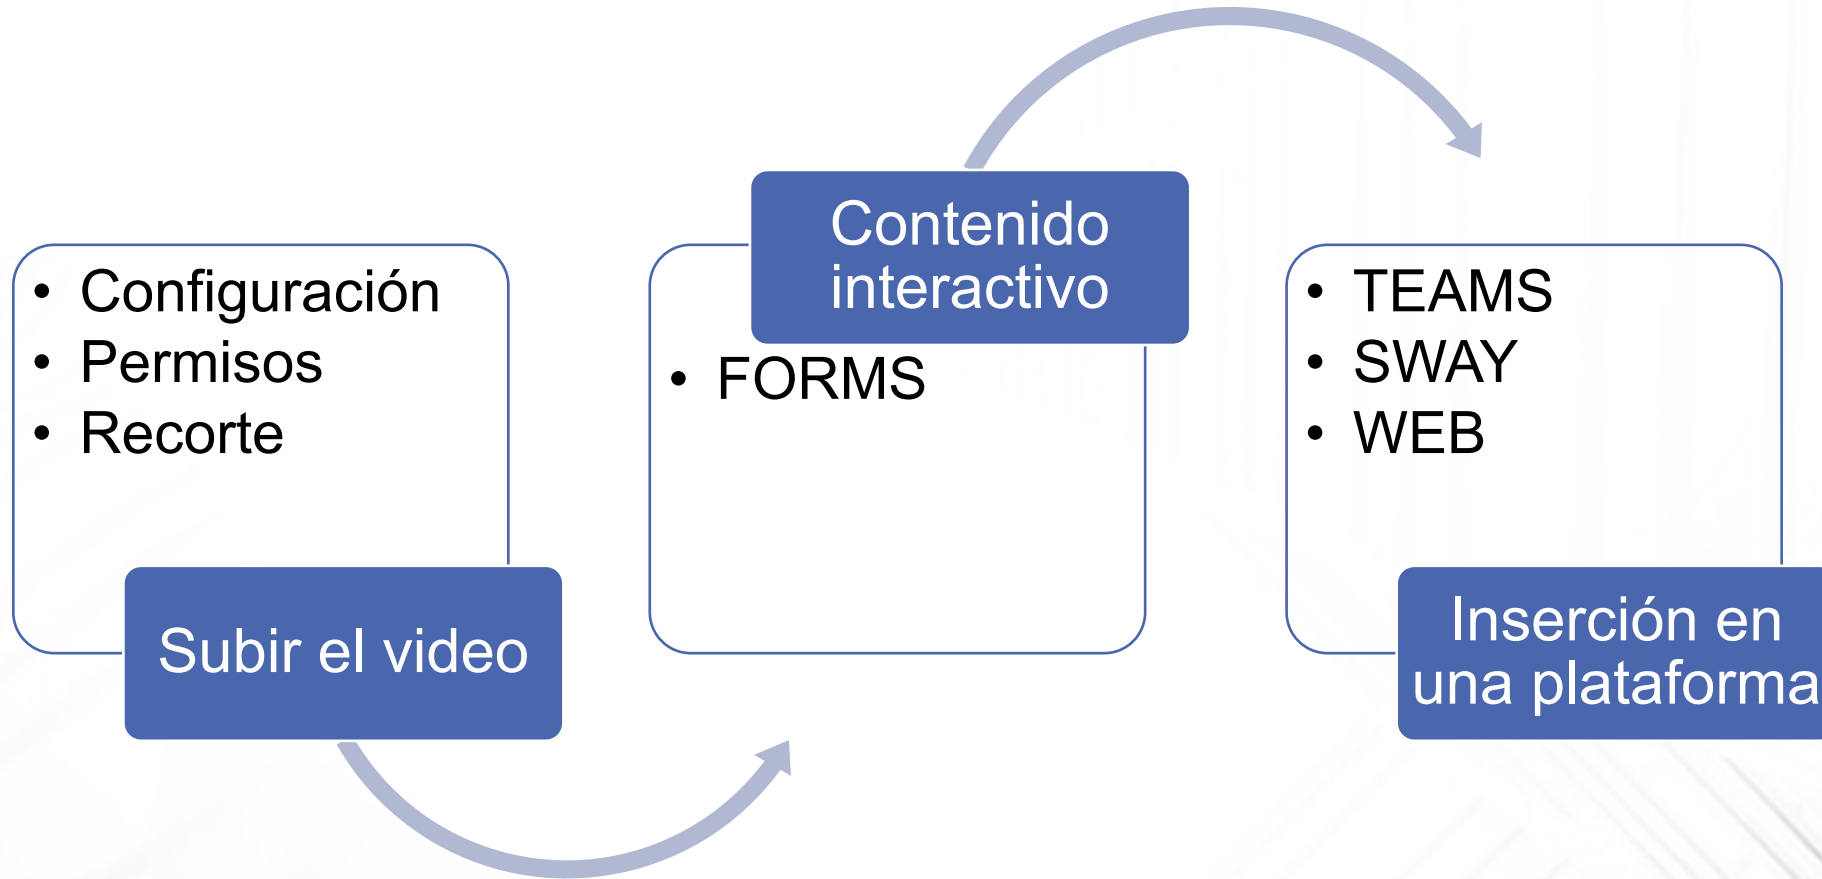 • Configuración
• Permisos
• Recorte
Subir el video
Contenido
interactivo
• FORMS
• TEAMS
• SWAY
• WEB
Inserción en
una plataforma